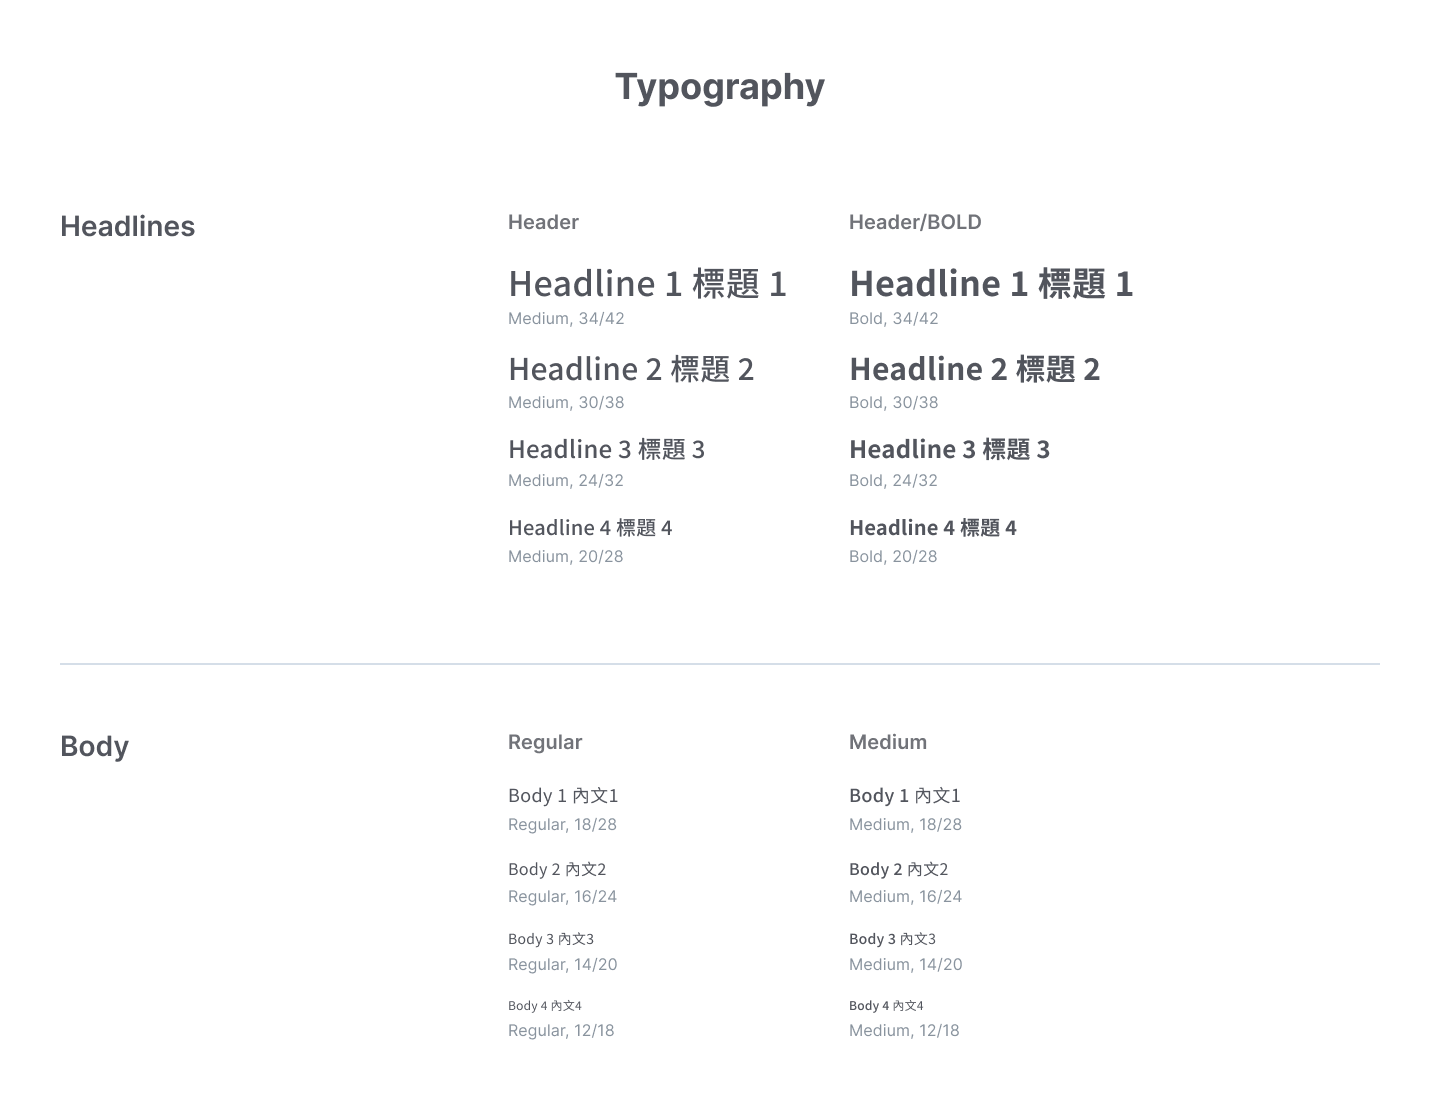 Typography
Headlines
Header
Header/BOLD
Headline 1 標題 1
Headline 1 標題 1
Medium, 34/42
Bold, 34/42
Headline 2 標題 2
Headline 2 標題 2
Medium, 30/38
Bold, 30/38
Headline 3 標題 3
Headline 3 標題 3
Medium, 24/32
Bold, 24/32
Headline 4 標題 4
Headline 4 標題 4
Medium, 20/28
Bold, 20/28
Body
Regular
Medium
Body 1 內文1
Body 1 內文1
Regular, 18/28
Medium, 18/28
Body 2 內文2
Body 2 內文2
Regular, 16/24
Medium, 16/24
Body 3 內文3
Body 3 內文3
Regular, 14/20
Medium, 14/20
Body 4 內文4
Body 4 內文4
Regular, 12/18
Medium, 12/18